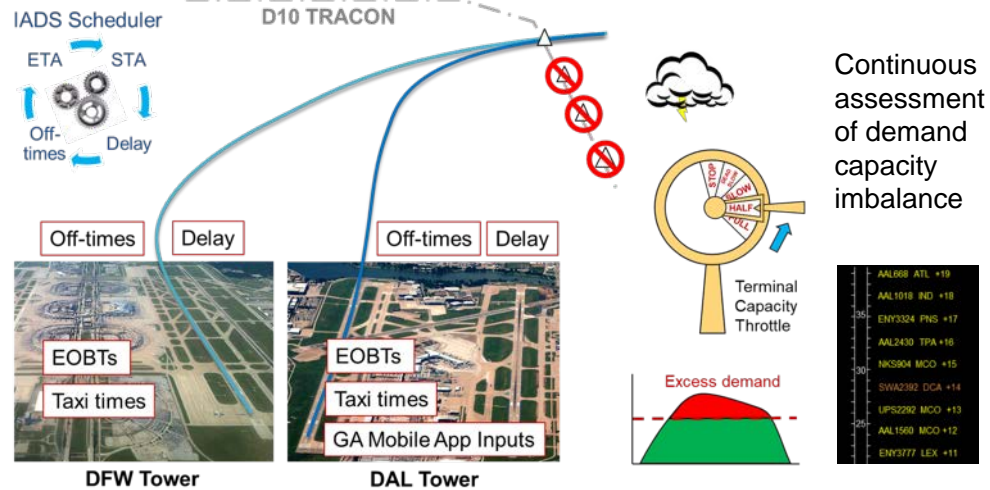 D10 TRACON
IADS Scheduler
ETA
STA
Off-
times
Delay
Off-times
Delay
Off-times
Delay
EOBTs
Taxi times
DFW Tower
EOBTs
Taxi times
GA Mobile App Inputs
DAL Tower
STOP
DEAD SLOW
SLOW
HALF
FULL
Terminal
Capacity
Throttle
Excess demand
Continuous
assessment
of demand
capacity
imbalance
35
30
25
AAL668 ATL +19
AAL1018 IND +18
ENY3324 PNS +17
AAL2430 TPA +16
NKS904 MCO +15
SWA2392 DCA +14
UPS2292 MCO +13
AAL1560 MCO +12
ENY3777 LEX +11